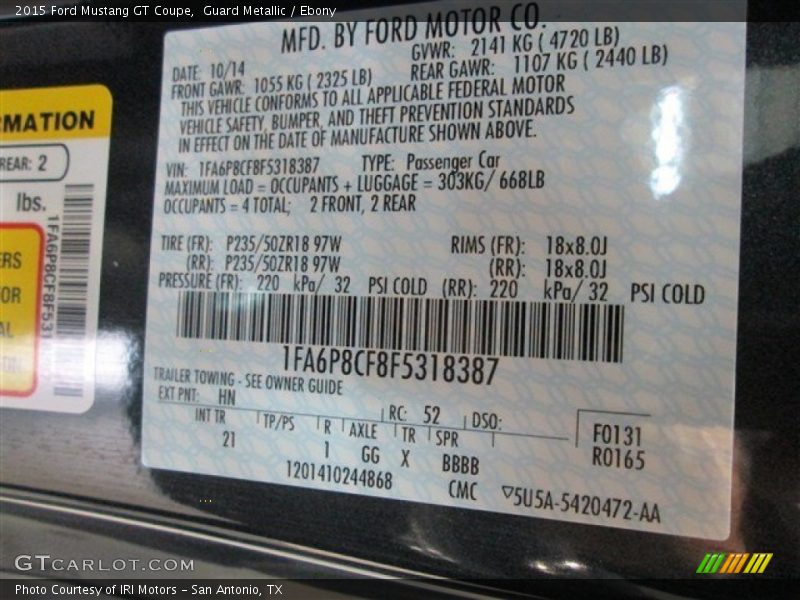 2015 Ford Mustang GT Coupe,  Guard Metallic / Ebony
MFD. BY FORD MOTOR CO.
DATE: 10/14 GVWR: 2141 KG ( 4720 LB)
FRONT GAWR: 1055 KG ( 2325 LB) REAR GAWR: 1107 KG ( 2440 LB)
THIS VEHICLE CONFORMS TO ALL APPLICABLE FEDERAL MOTOR
VEHICLE SAFETY, BUMPER, AND THEFT PREVENTION STANDARDS
IN EFFECT ON THE DATE OF MANUFACTURE SHOWN ABOVE.
VIN: 1FA6P8CF8F5318387 TYPE: Passenger Car
MAXIMUM LOAD = OCCUPANTS + LUGGAGE = 303KG/ 668LB
OCCUPANTS = 4 TOTAL; 2 FRONT, 2 REAR
TIRE (FR): P235/50ZR18 97W RIMS (FR): 18x8.0J
(RR): P235/50ZR18 97W (RR): 18x8.0J
PRESSURE (FR): 220 kPa/ 32 PSI COLD (RR): 220 kPa/ 32 PSI COLD
1FA6P8CF8F5318387
TRAILER TOWING - SEE OWNER GUIDE
EXT PNT: HN RC: 52 DSO:
INT TR TP/PS R AXLE TR SPR F0131
21 1 GG X BBBB R0165
1201410244868 CMC 5U5A-5420472-AA
RMATION
REAR: 2
lbs.
1FA6P8CF8F531
GTCARLOT.COM
Photo Courtesy of IRI Motors – San Antonio, TX